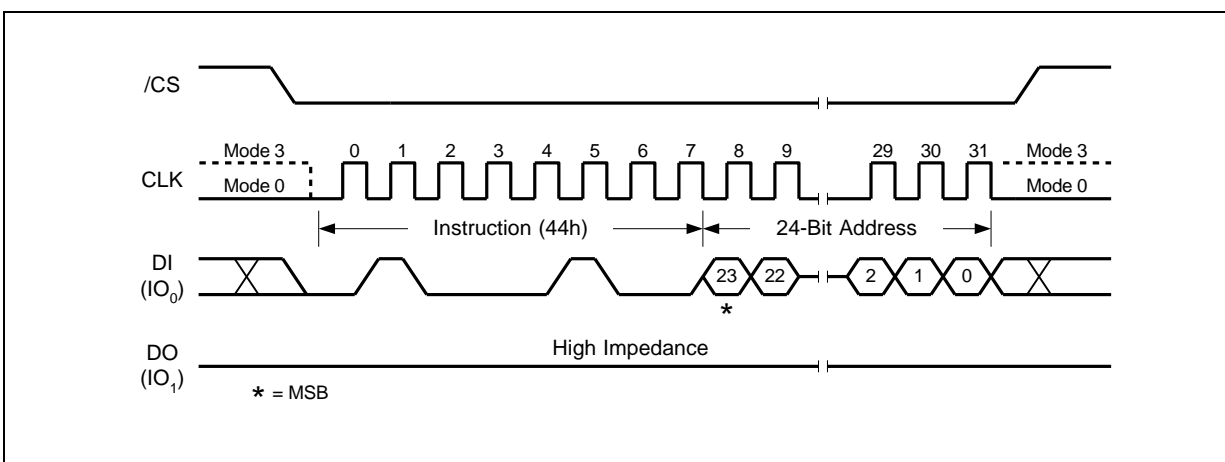 /CS
Mode 3 0 1 2 3 4 5 6 7 8 9 29 30 31 Mode 3
CLK
Mode 0 Mode 0
Instruction (44h) 24-Bit Address
DI
(IO₀)
23 22 2 1 0
*
DO
(IO₁)
High Impedance
* = MSB